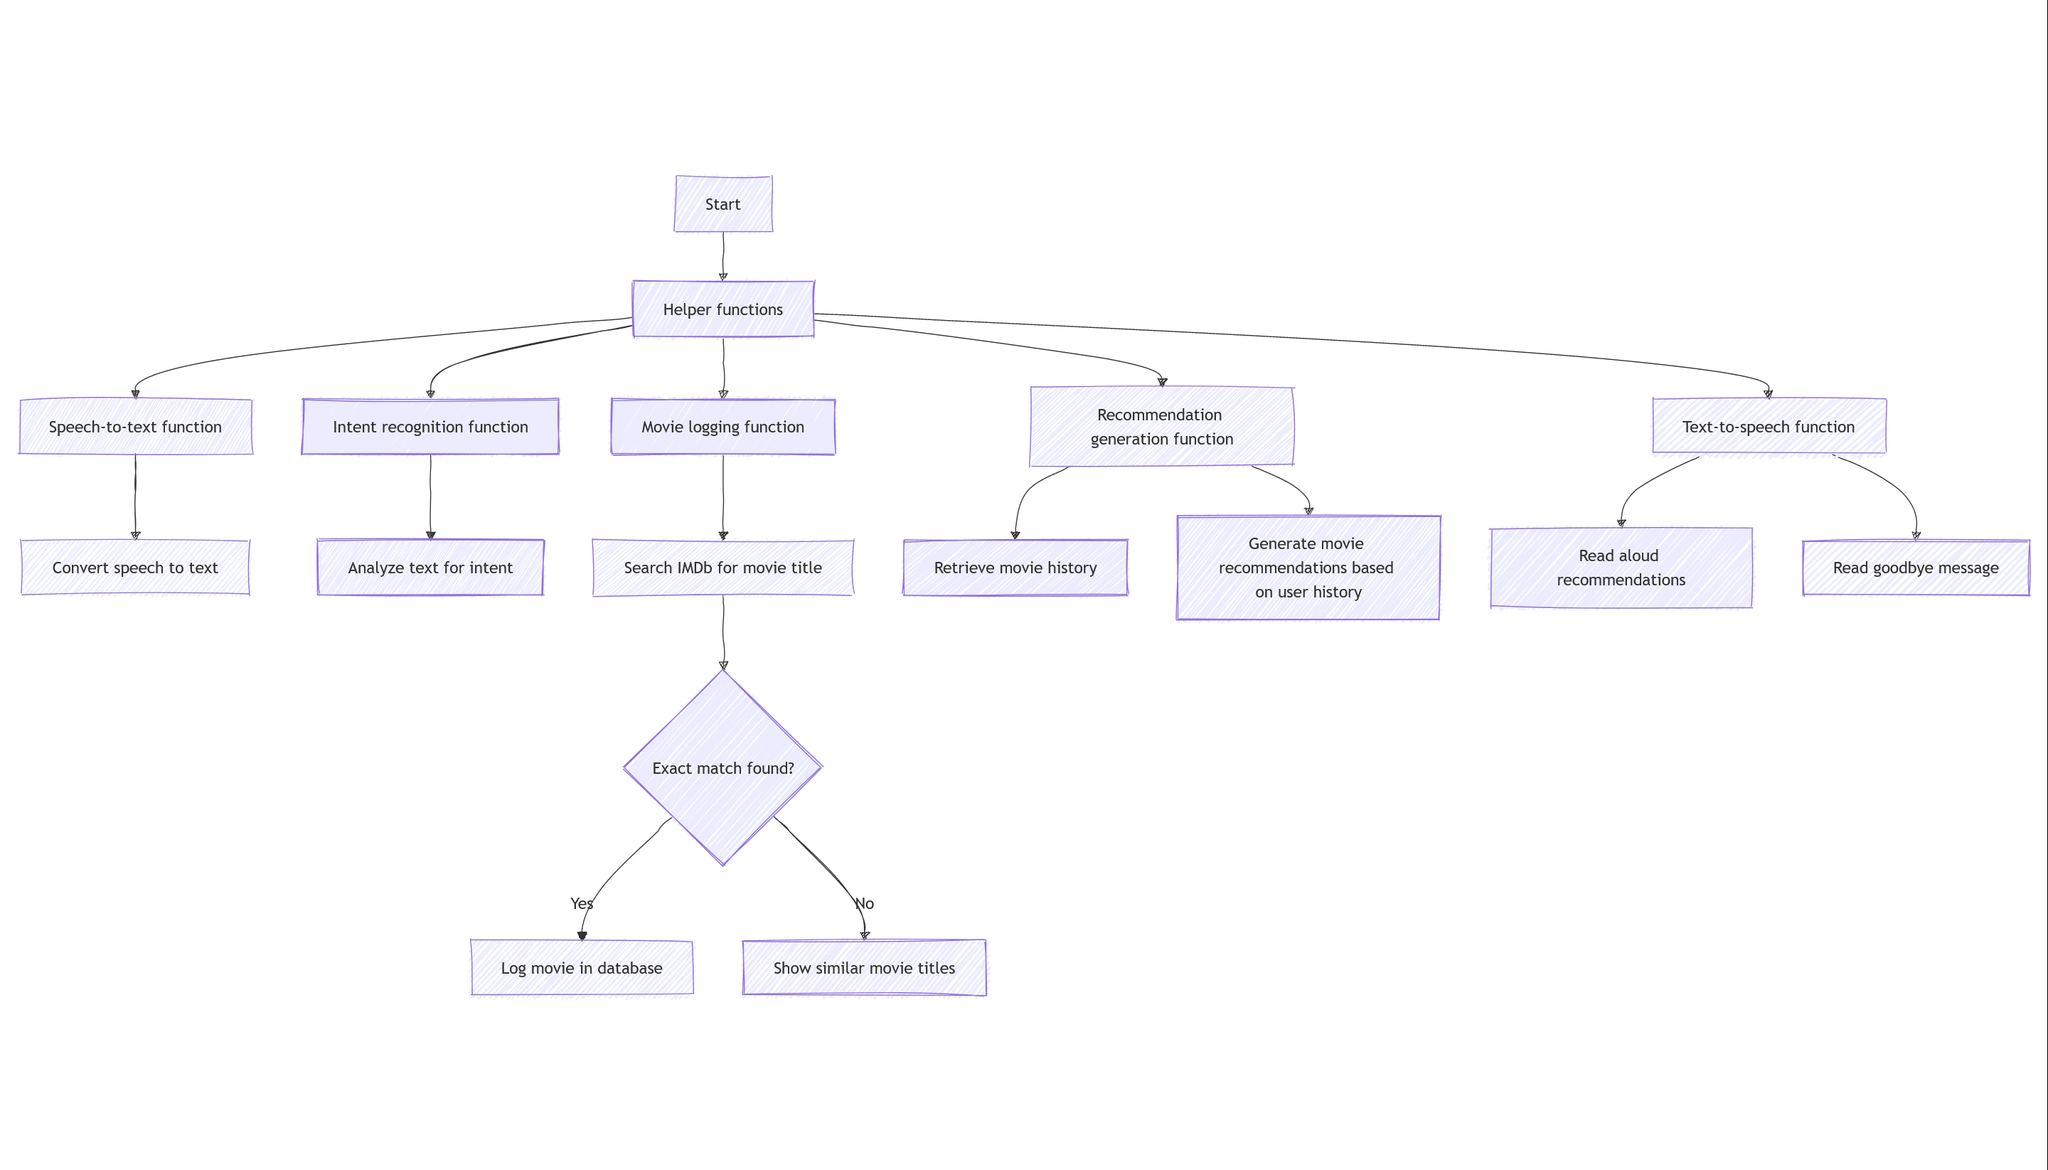 Start
Helper functions
Speech-to-text function
Intent recognition function
Movie logging function
Recommendation
generation function
Text-to-speech function
Convert speech to text
Analyze text for intent
Search IMDb for movie title
Retrieve movie history
Generate movie
recommendations based
on user history
Read aloud
recommendations
Read goodbye message
Exact match found?
Yes
No
Log movie in database
Show similar movie titles